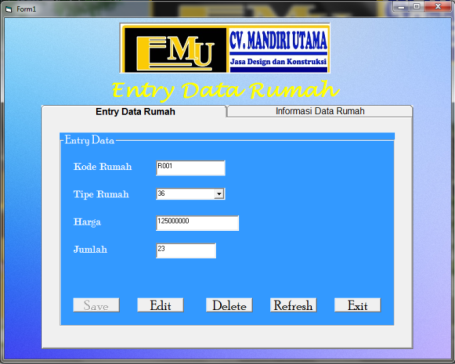 Form1
EMU
CV. MANDIRI UTAMA
Jasa Design dan Konstruksi
Entry Data Rumah
Entry Data Rumah
Informasi Data Rumah
Entry Data
Kode Rumah R001
Tipe Rumah 36
Harga 125000000
Jumlah 23
Save Edit Delete Refresh Exit